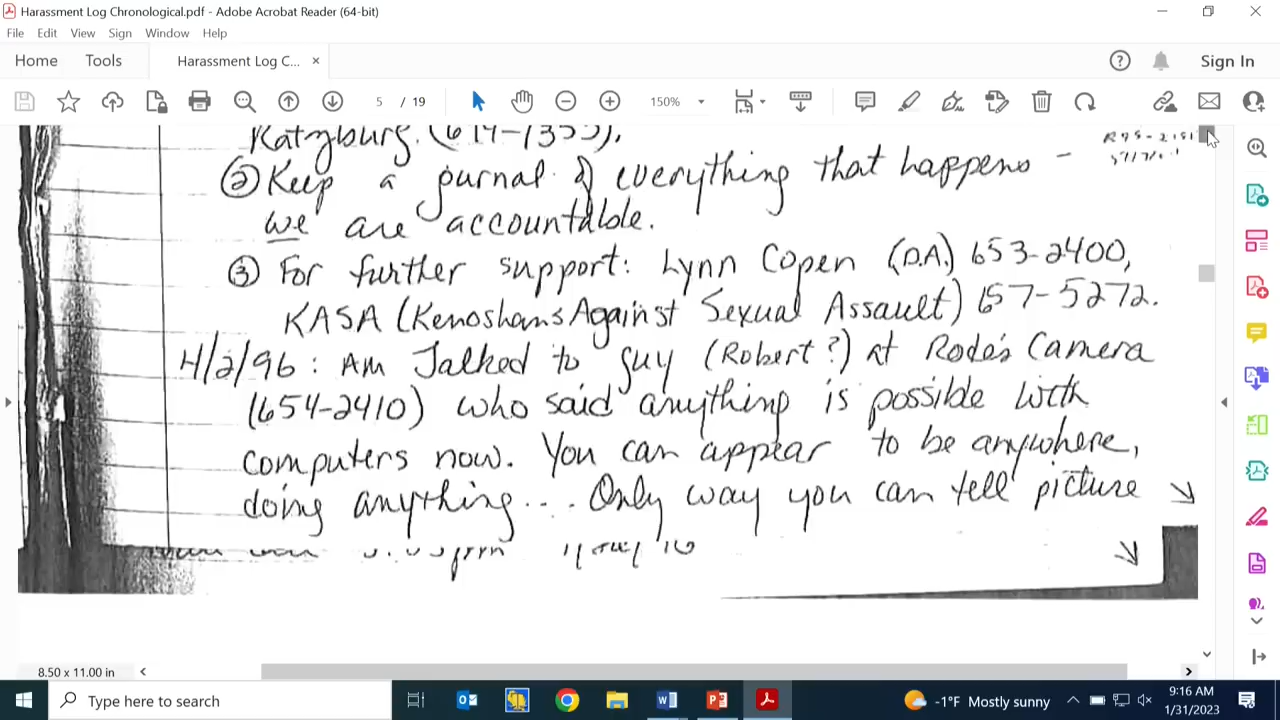 Harassment Log Chronological.pdf - Adobe Acrobat Reader (64-bit)
File Edit View Sign Window Help
Home Tools Harassment Log C... × Sign In
5 / 19 150%
Katzburg. (
② Keep a journal of everything that happens -
we are accountable.
③ For further support: Lynn Copen (D.A.) 653-2400,
KASA (Kenoshans Against Sexual Assault) 657-5272.
4/2/96: AM Talked to guy (Robert?) at Rode's Camera
(654-2410) who said anything is possible with
computers now. You can appear to be anywhere,
doing anything... Only way you can tell picture
8.50 x 11.00 in
Type here to search
-1°F Mostly sunny
9:16 AM
1/31/2023